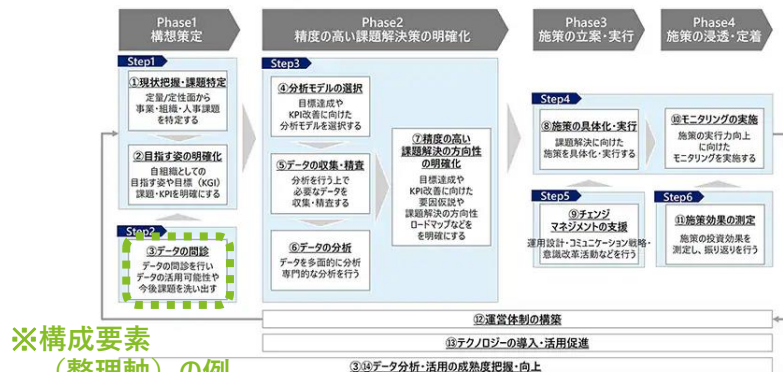 Phase1
構想策定
Phase2
精度の高い課題解決策の明確化
Phase3
施策の立案・実行
Phase4
施策の浸透・定着
Step1
①現状把握・課題特定
定量/定性面から
事業・組織・人事課題
を特定する
②目指す姿の明確化
自組織としての
目指す姿や目標（KGI）
課題・KPIを明確にする
Step2
③データの問診
データの問診を行い
データの活用可能性や
今後課題を洗い出す
Step3
④分析モデルの選択
目標達成や
KPI改善に向けた
分析モデルを選択する
⑤データの収集・精査
分析を行う上で
必要なデータを
収集・精査する
⑥データの分析
データを多面的に分析
専門的な分析を行う
⑦精度の高い
課題解決の方向性
の明確化
目標達成や
KPI改善に向けた
要因仮説や
課題解決の方向性
ロードマップなどを
を明確にする
Step4
⑧施策の具体化・実行
課題解決に向けた
施策を具体化・実行する
Step5
⑨チェンジ
マネジメントの支援
運用設計・コミュニケーション戦略・
意識改革活動などを行う
⑩モニタリングの実施
施策の実行力向上
に向けた
モニタリングを実施する
Step6
⑪施策効果の測定
施策の投資効果を
測定し、振り返りを行う
⑫運営体制の構築
⑬テクノロジーの導入・活用促進
③⑭データ分析・活用の成熟度把握・向上
※構成要素
（整理軸）の例